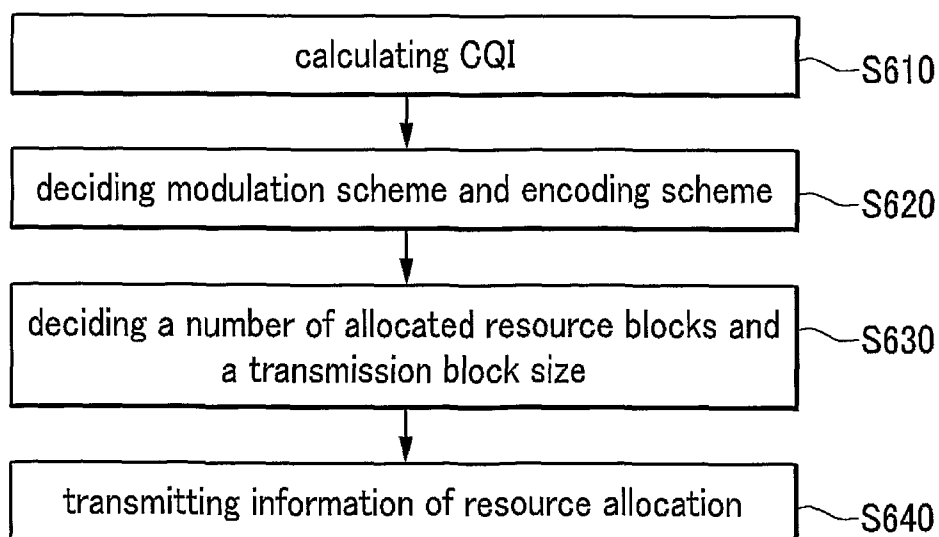 calculating CQI
S610
deciding modulation scheme and encoding scheme
S620
deciding a number of allocated resource blocks and
a transmission block size
S630
transmitting information of resource allocation
S640